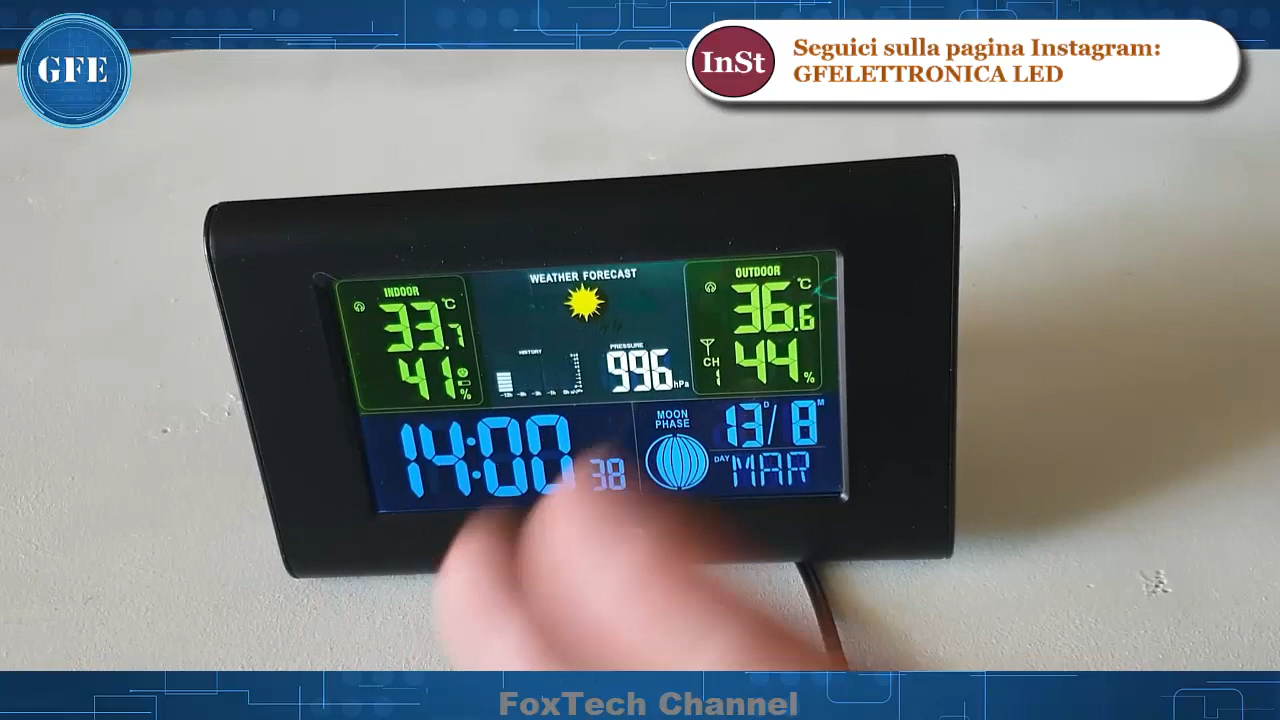 GFE
InSt
Seguici sulla pagina Instagram:
GFELETTRONICA LED
WEATHER FORECAST
INDOOR
33.7 °C
41 %
HISTORY
PRESSURE
996 hPa
OUTDOOR
36.6 °C
CH 1
44 %
14:00 38
MOON PHASE
D M
13/ 8
DAY MAR
FoxTech Channel